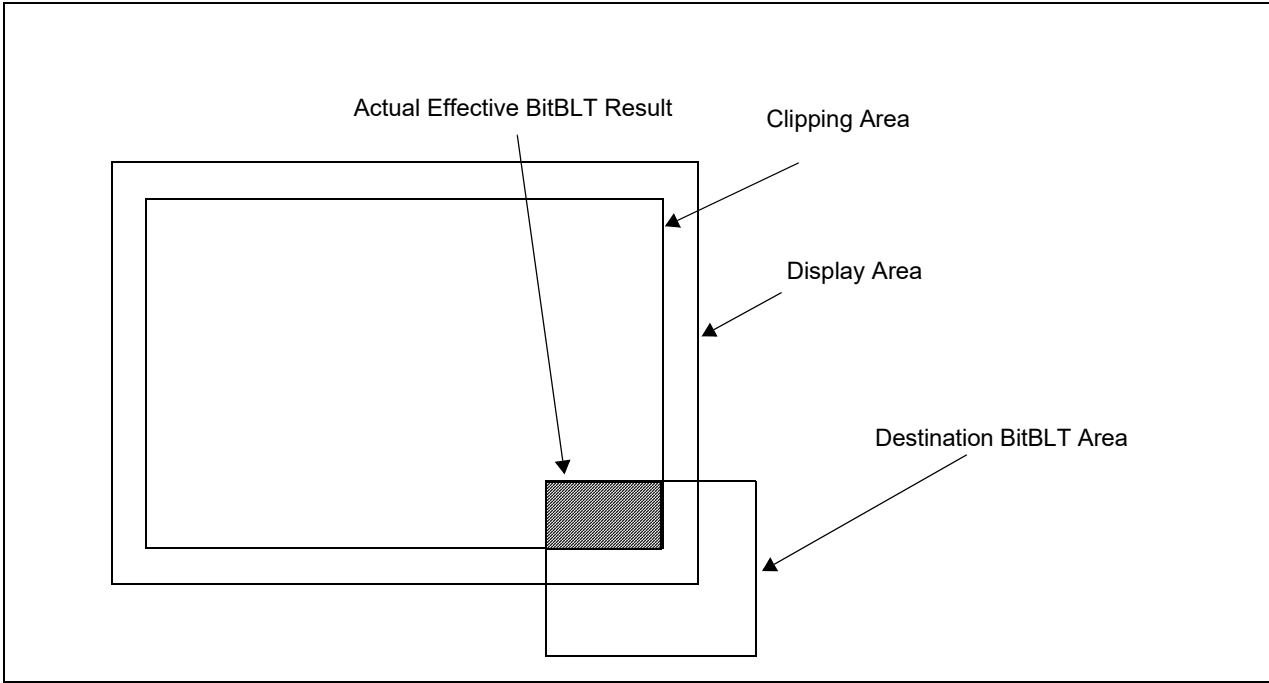 Actual Effective BitBLT Result
Clipping Area
Display Area
Destination BitBLT Area